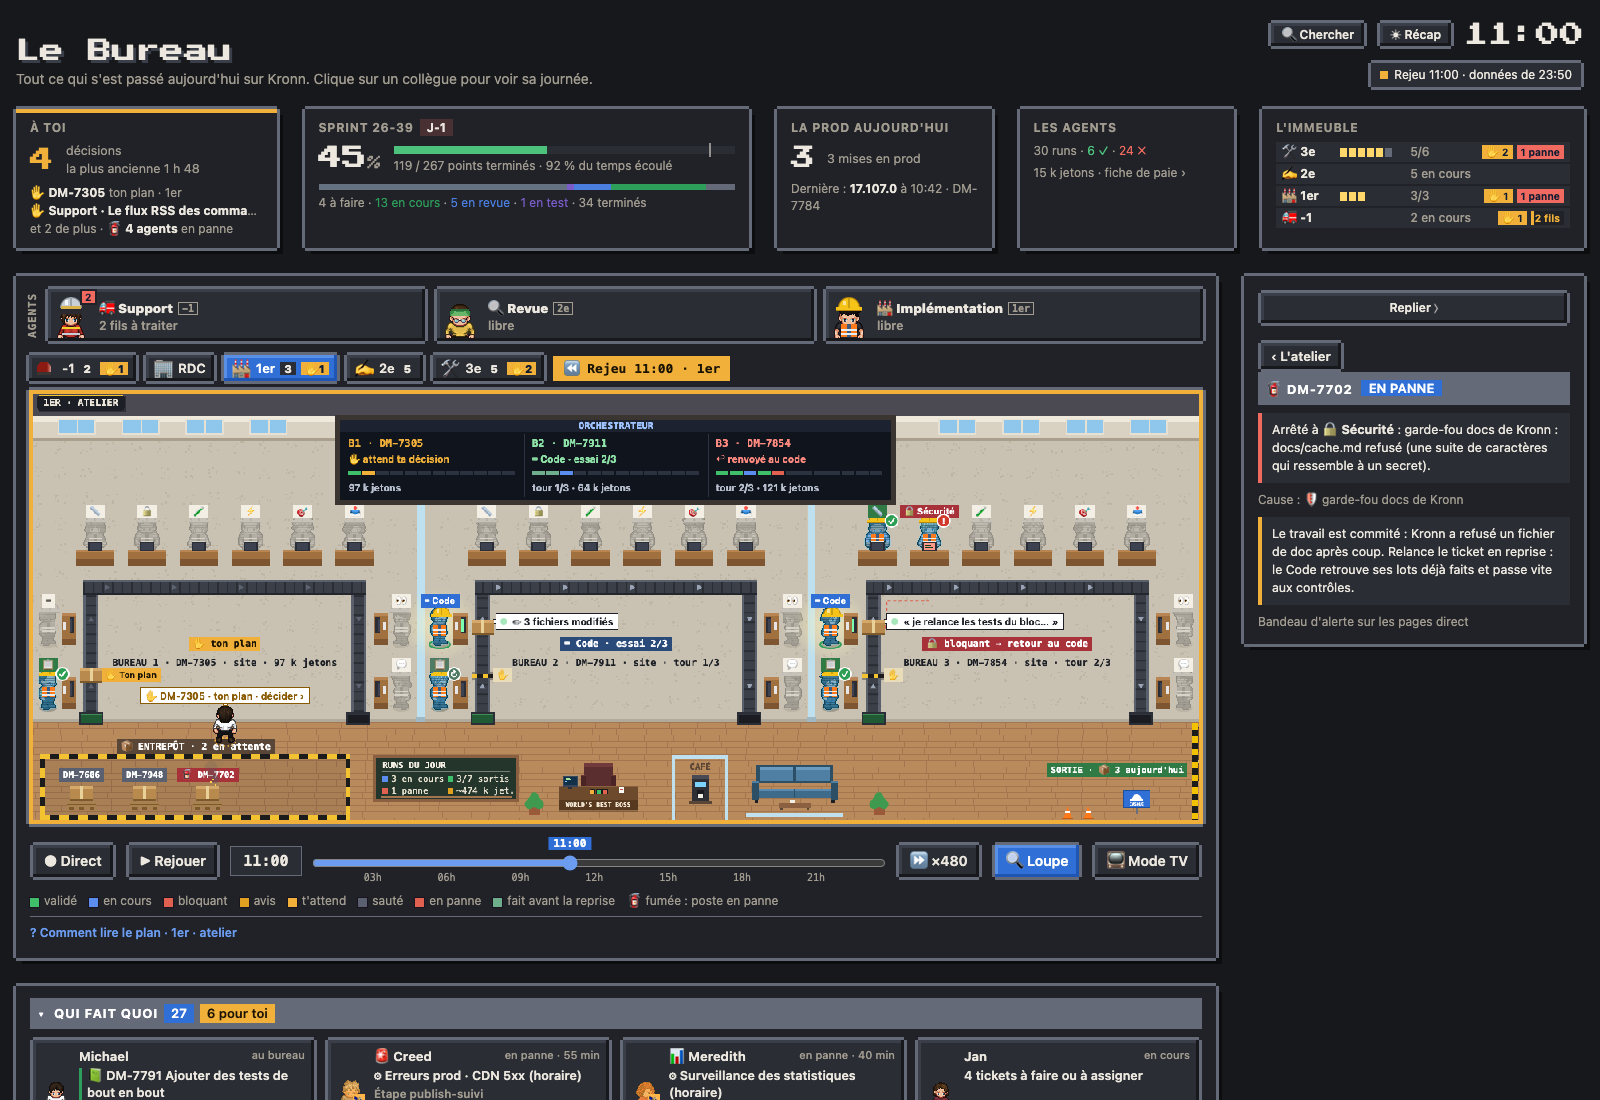 Le Bureau
Tout ce qui s'est passé aujourd'hui sur Kronn. Clique sur un collègue pour voir sa journée.
Chercher
Récap
11:00
Rejeu 11:00 · données de 23:50
À TOI
4
décisions
la plus ancienne 1 h 48
DM-7305 ton plan · 1er
Support · Le flux RSS des comma...
et 2 de plus · 4 agents en panne
SPRINT 26-39 J-1
45%
119 / 267 points terminés · 92 % du temps écoulé
4 à faire · 13 en cours · 5 en revue · 1 en test · 34 terminés
LA PROD AUJOURD'HUI
3 3 mises en prod
Dernière : 17.107.0 à 10:42 · DM-
7784
LES AGENTS
30 runs · 6 ✓ · 24 ×
15 k jetons · fiche de paie ›
L'IMMEUBLE
3e 5/6 2 1 panne
2e 5 en cours
1er 3/3 1 1 panne
-1 2 en cours 1 2 fils
AGENTS
2
Support -1
2 fils à traiter
Revue 2e
libre
Implémentation 1er
libre
-1 2 1
RDC
1er 3 1
2e 5
3e 5 2
Rejeu 11:00 · 1er
1ER · ATELIER
ORCHESTRATEUR
B1 · DM-7305
attend ta décision
97 k jetons
B2 · DM-7911
Code · essai 2/3
tour 1/3 · 64 k jetons
B3 · DM-7854
renvoyé au code
tour 2/3 · 121 k jetons
Sécurité
Code
3 fichiers modifiés
Code
« je relance les tests du bloc... »
ton plan
Code · essai 2/3
bloquant → retour au code
BUREAU 1 · DM-7305 · site · 97 k jetons
BUREAU 2 · DM-7911 · site · tour 1/3
BUREAU 3 · DM-7854 · site · tour 2/3
Ton plan
DM-7305 · ton plan · décider ›
ENTREPÔT · 2 en attente
DM-7686
DM-7948
DM-7702
RUNS DU JOUR
3 en cours 3/7 sortis
1 panne ~474 k jet.
WORLD'S BEST BOSS
CAFÉ
SORTIE · 3 aujourd'hui
Direct
Rejouer
11:00
11:00
03h 06h 09h 12h 15h 18h 21h
×480
Loupe
Mode TV
validé en cours bloquant avis t'attend sauté en panne fait avant la reprise fumée : poste en panne
? Comment lire le plan · 1er · atelier
Replier ›
‹ L'atelier
DM-7702 EN PANNE
Arrêté à Sécurité : garde-fou docs de Kronn :
docs/cache.md refusé (une suite de caractères
qui ressemble à un secret).
Cause : garde-fou docs de Kronn
Le travail est commité : Kronn a refusé un fichier
de doc après coup. Relance le ticket en reprise :
le Code retrouve ses lots déjà faits et passe vite
aux contrôles.
Bandeau d'alerte sur les pages direct
QUI FAIT QUOI 27 6 pour toi
Michael au bureau
DM-7791 Ajouter des tests de
bout en bout
Creed en panne · 55 min
Erreurs prod · CDN 5xx (horaire)
Étape publish-suivi
Meredith en panne · 40 min
Surveillance des statistiques
(horaire)
Jan en cours
4 tickets à faire ou à assigner